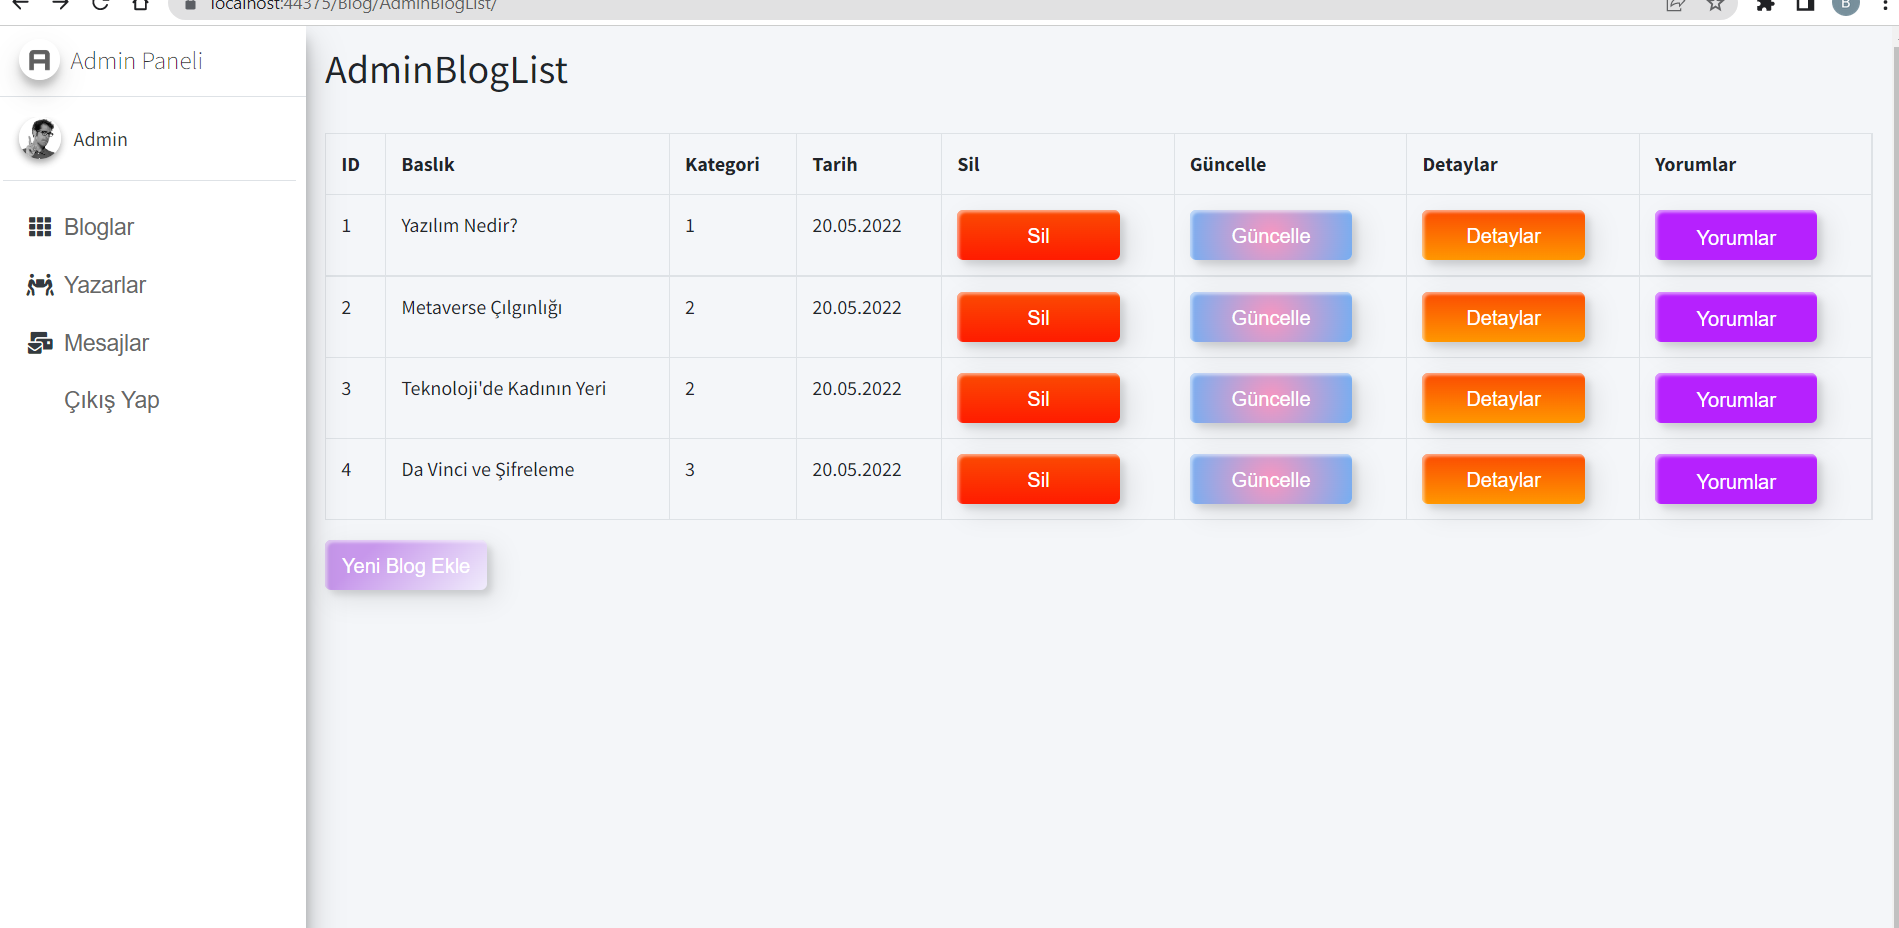 localhost:44375/Blog/AdminBlogList/
B
A Admin Paneli
Admin
Bloglar
Yazarlar
Mesajlar
Çıkış Yap
AdminBlogList
ID Baslık Kategori Tarih Sil Güncelle Detaylar Yorumlar
1 Yazılım Nedir? 1 20.05.2022 Sil Güncelle Detaylar Yorumlar
2 Metaverse Çılgınlığı 2 20.05.2022 Sil Güncelle Detaylar Yorumlar
3 Teknoloji'de Kadının Yeri 2 20.05.2022 Sil Güncelle Detaylar Yorumlar
4 Da Vinci ve Şifreleme 3 20.05.2022 Sil Güncelle Detaylar Yorumlar
Yeni Blog Ekle